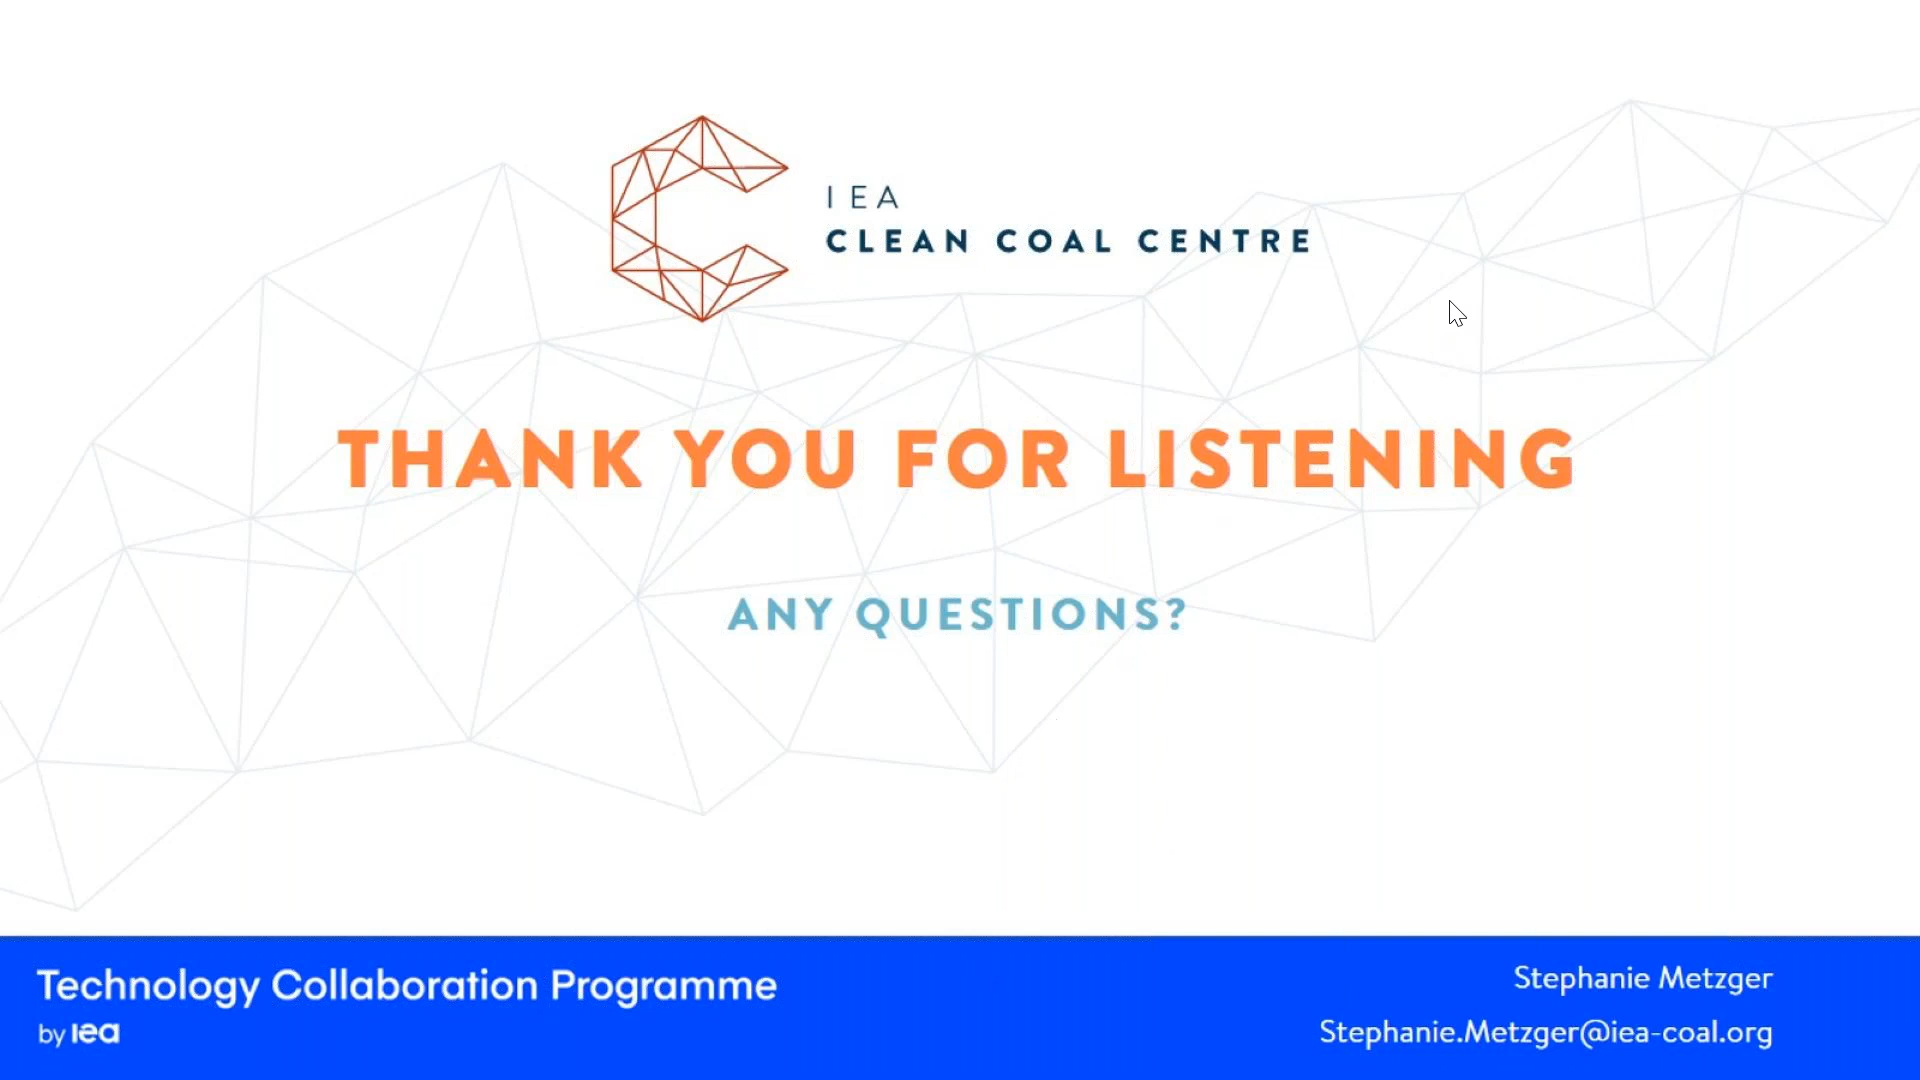 IEA
CLEAN COAL CENTRE
THANK YOU FOR LISTENING
ANY QUESTIONS?
Technology Collaboration Programme
by iea
Stephanie Metzger
Stephanie.Metzger@iea-coal.org